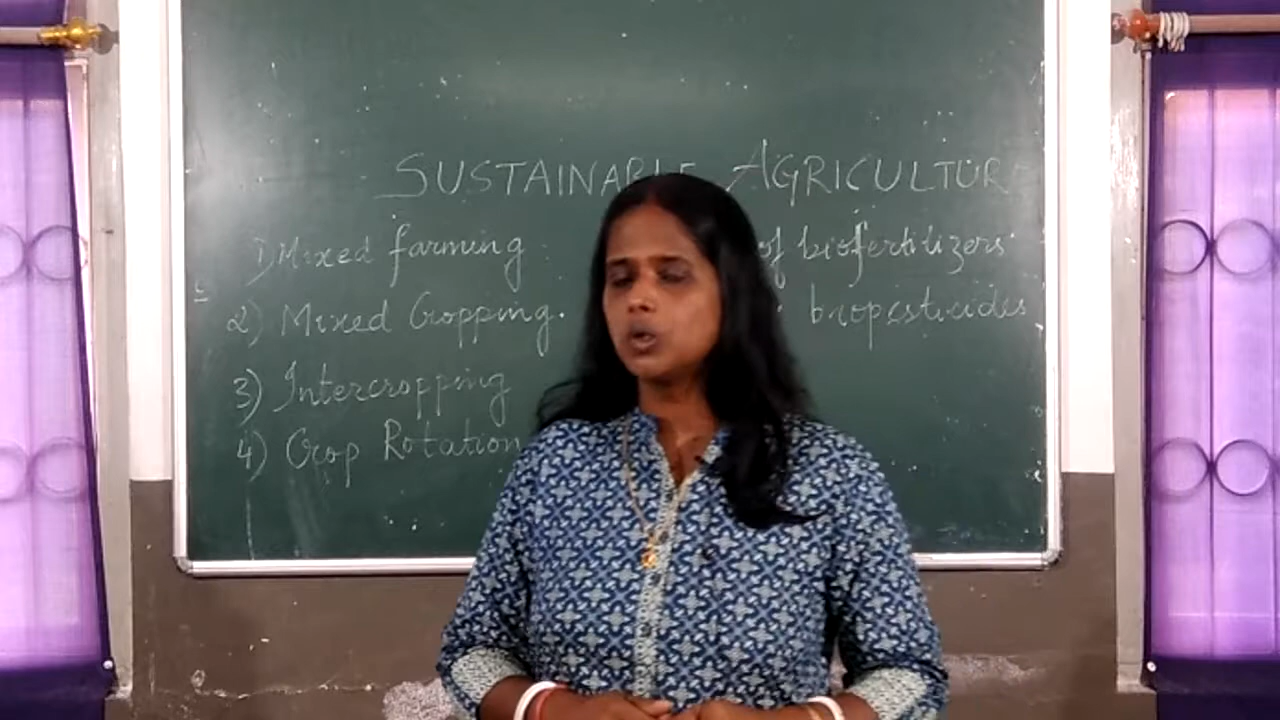 SUSTAINABLE AGRICULTUR
1) Mixed farming
of biofertilizers
2) Mixed Cropping.
biopesticides
3) Intercropping
4) Crop Rotation